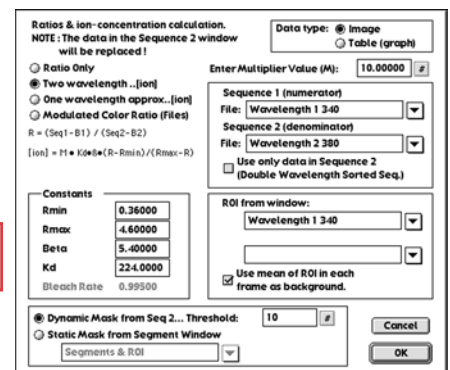 Ratios & ion-concentration calculation.
NOTE : The data in the Sequence 2 window
will be replaced !
Data type:
Image
Table (graph)
Ratio Only
Two wavelength ..[ion]
One wavelength approx..[ion]
Modulated Color Ratio (Files)
R = (Seq1-B1) / (Seq2-B2)
[ion] = M • Kd•ß•(R-Rmin)/(Rmax-R)
Enter Multiplier Value (M): 10.00000 #
Sequence 1 (numerator)
File: Wavelength 1 340
Sequence 2 (denominator)
File: Wavelength 2 380
Use only data in Sequence 2
(Double Wavelength Sorted Seq.)
Constants
Rmin 0.36000
Rmax 4.60000
Beta 5.40000
Kd 224.0000
Bleach Rate 0.99500
ROI from window:
Wavelength 1 340
Use mean of ROI in each
frame as background.
Dynamic Mask from Seq 2... Threshold: 10 #
Static Mask from Segment Window
Segments & ROI
Cancel
OK